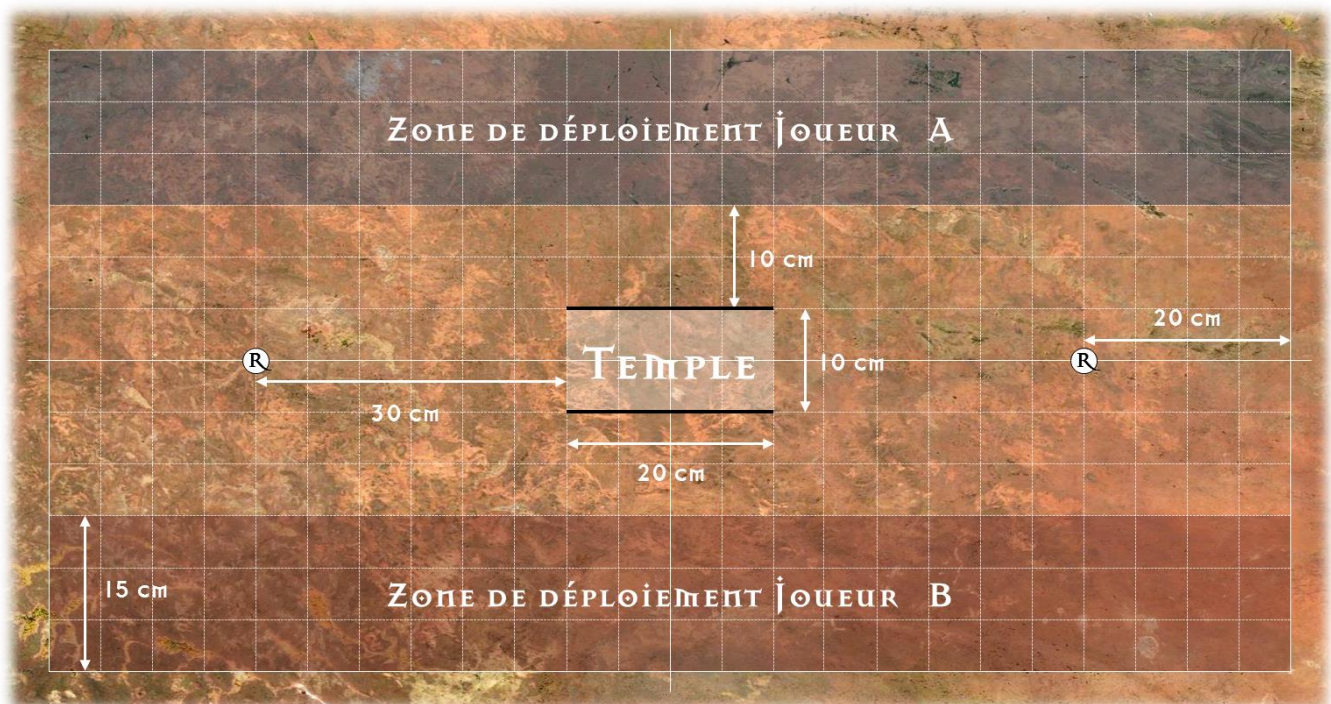 Zone de déploiement Joueur A
10 cm
20 cm
R
Temple
10 cm
R
30 cm
20 cm
15 cm
Zone de déploiement Joueur B